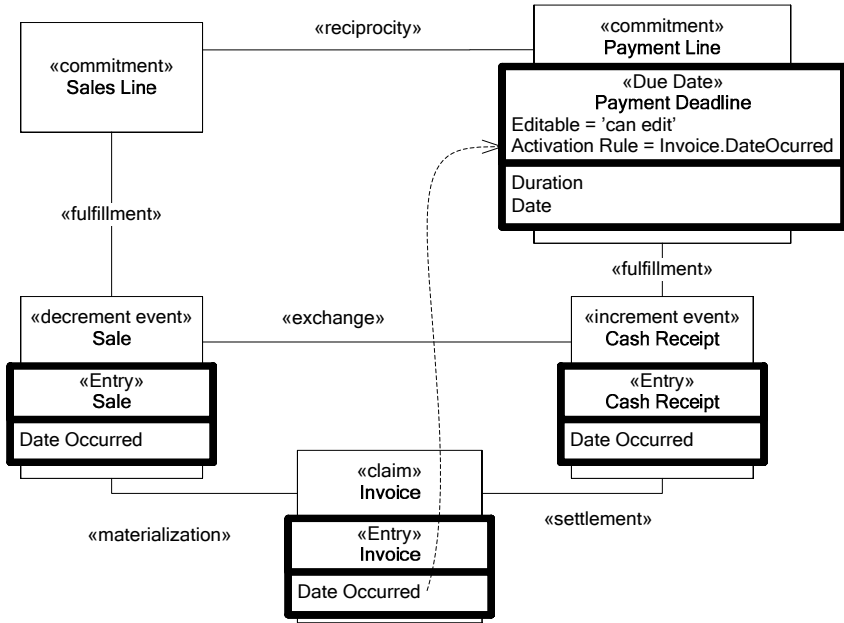 «reciprocity»
«commitment»
Sales Line
«commitment»
Payment Line
«Due Date»
Payment Deadline
Editable = 'can edit'
Activation Rule = Invoice.DateOcurred
Duration
Date
«fulfillment»
«fulfillment»
«decrement event»
Sale
«Entry»
Sale
Date Occurred
«exchange»
«increment event»
Cash Receipt
«Entry»
Cash Receipt
Date Occurred
«claim»
Invoice
«Entry»
Invoice
Date Occurred
«materialization»
«settlement»